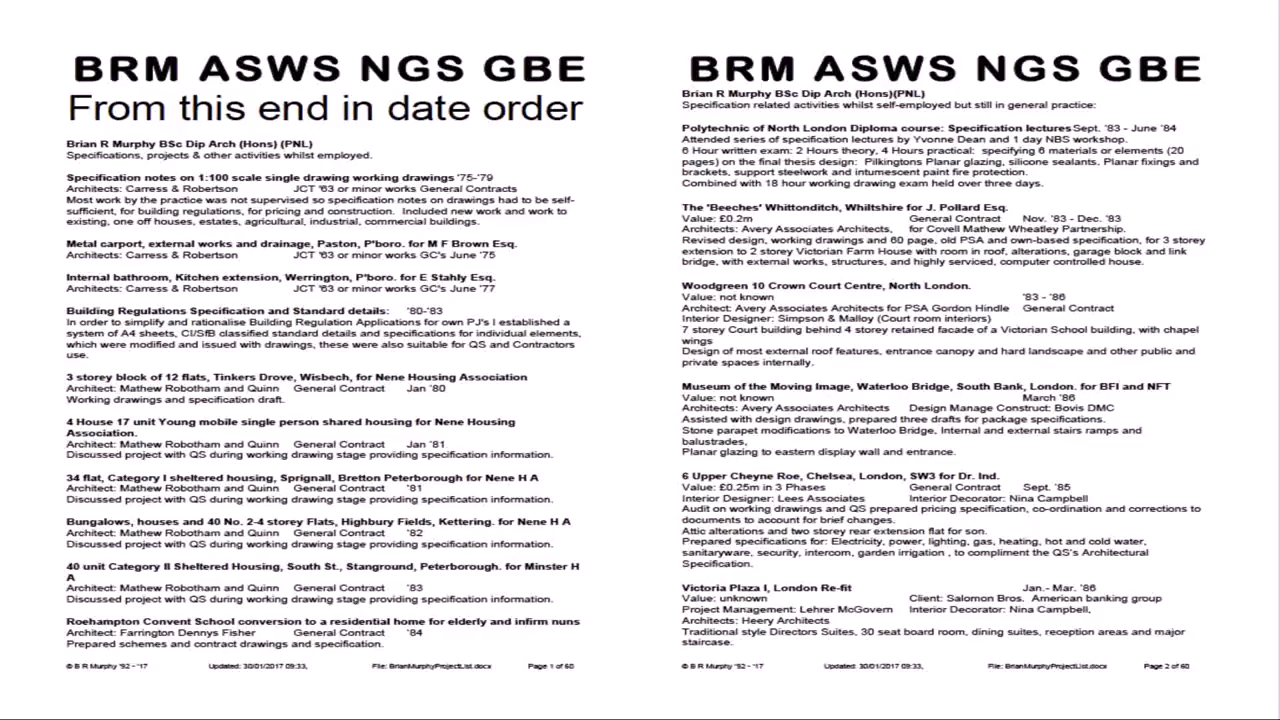 BRM ASWS NGS GBE
From this end in date order
Brian R Murphy BSc Dip Arch (Hons) (PNL)
Specifications, projects & other activities whilst employed.
Specification notes on 1:100 scale single drawing working drawings '75-'79
Architects: Carress & Robertson JCT '63 or minor works General Contracts
Most work by the practice was not supervised so specification notes on drawings had to be self-
sufficient, for building regulations, for pricing and construction. Included new work and work to
existing, one off houses, estates, agricultural, industrial, commercial buildings.
Metal carport, external works and drainage, Paston, P'boro. for M F Brown Esq.
Architects: Carress & Robertson JCT '63 or minor works GC's June '75
Internal bathroom, Kitchen extension, Werrington, P'boro. for E Stahly Esq.
Architects: Carress & Robertson JCT '63 or minor works GC's June '77
Building Regulations Specification and Standard details: '80-'83
In order to simplify and rationalise Building Regulation Applications for own PJ's I established a
system of A4 sheets, CI/SfB classified standard details and specifications for individual elements,
which were modified and issued with drawings, these were also suitable for QS and Contractors
use.
3 storey block of 12 flats, Tinkers Drove, Wisbech, for Nene Housing Association
Architect: Mathew Robotham and Quinn General Contract Jan '80
Working drawings and specification draft.
4 House 17 unit Young mobile single person shared housing for Nene Housing
Association.
Architect: Mathew Robotham and Quinn General Contract Jan '81
Discussed project with QS during working drawing stage providing specification information.
34 flat, Category I sheltered housing, Sprignall, Bretton Peterborough for Nene H A
Architect: Mathew Robotham and Quinn General Contract '81
Discussed project with QS during working drawing stage providing specification information.
Bungalows, houses and 40 No. 2-4 storey Flats, Highbury Fields, Kettering. for Nene H A
Architect: Mathew Robotham and Quinn General Contract '82
Discussed project with QS during working drawing stage providing specification information.
40 unit Category II Sheltered Housing, South St., Stanground, Peterborough. for Minster H
A
Architect: Mathew Robotham and Quinn General Contract '83
Discussed project with QS during working drawing stage providing specification information.
Roehampton Convent School conversion to a residential home for elderly and infirm nuns
Architect: Farrington Dennys Fisher General Contract '84
Prepared schemes and contract drawings and specification.
© B R Murphy '92 - '17 Updated: 30/01/2017 09:33, File: BrianMurphyProjectList.docx Page 1 of 60
BRM ASWS NGS GBE
Brian R Murphy BSc Dip Arch (Hons)(PNL)
Specification related activities whilst self-employed but still in general practice:
Polytechnic of North London Diploma course: Specification lectures Sept. '83 - June '84
Attended series of specification lectures by Yvonne Dean and 1 day NBS workshop.
6 Hour written exam: 2 Hours theory, 4 Hours practical: specifying 6 materials or elements (20
pages) on the final thesis design: Pilkingtons Planar glazing, silicone sealants. Planar fixings and
brackets, support steelwork and intumescent paint fire protection.
Combined with 18 hour working drawing exam held over three days.
The 'Beeches' Whittonditch, Whiltshire for J. Pollard Esq.
Value: £0.2m General Contract Nov. '83 - Dec. '83
Architects: Avery Associates Architects, for Covell Mathew Wheatley Partnership.
Revised design, working drawings and 60 page, old PSA and own-based specification, for 3 storey
extension to 2 storey Victorian Farm House with room in roof, alterations, garage block and link
bridge, with external works, structures, and highly serviced, computer controlled house.
Woodgreen 10 Crown Court Centre, North London.
Value: not known '83 - '86
Architect: Avery Associates Architects for PSA Gordon Hindle General Contract
Interior Designer: Simpson & Malloy (Court room interiors)
7 storey Court building behind 4 storey retained facade of a Victorian School building, with chapel
wings
Design of most external roof features, entrance canopy and hard landscape and other public and
private spaces internally.
Museum of the Moving Image, Waterloo Bridge, South Bank, London. for BFI and NFT
Value: not known March '86
Architects: Avery Associates Architects Design Manage Construct: Bovis DMC
Assisted with design drawings, prepared three drafts for package specifications.
Stone parapet modifications to Waterloo Bridge, Internal and external stairs ramps and
balustrades,
Planar glazing to eastern display wall and entrance.
6 Upper Cheyne Roe, Chelsea, London, SW3 for Dr. Ind.
Value: £0.25m in 3 Phases General Contract Sept. '85
Interior Designer: Lees Associates Interior Decorator: Nina Campbell
Audit on working drawings and QS prepared pricing specification, co-ordination and corrections to
documents to account for brief changes.
Attic alterations and two storey rear extension flat for son.
Prepared specifications for: Electricity, power, lighting, gas, heating, hot and cold water,
sanitaryware, security, intercom, garden irrigation , to compliment the QS's Architectural
Specification.
Victoria Plaza I, London Re-fit Jan.- Mar. '86
Value: unknown Client: Salomon Bros. American banking group
Project Management: Lehrer McGovern Interior Decorator: Nina Campbell,
Architects: Heery Architects
Traditional style Directors Suites, 30 seat board room, dining suites, reception areas and major
staircase.
© B R Murphy '92 - '17 Updated: 30/01/2017 09:33, File: BrianMurphyProjectList.docx Page 2 of 60